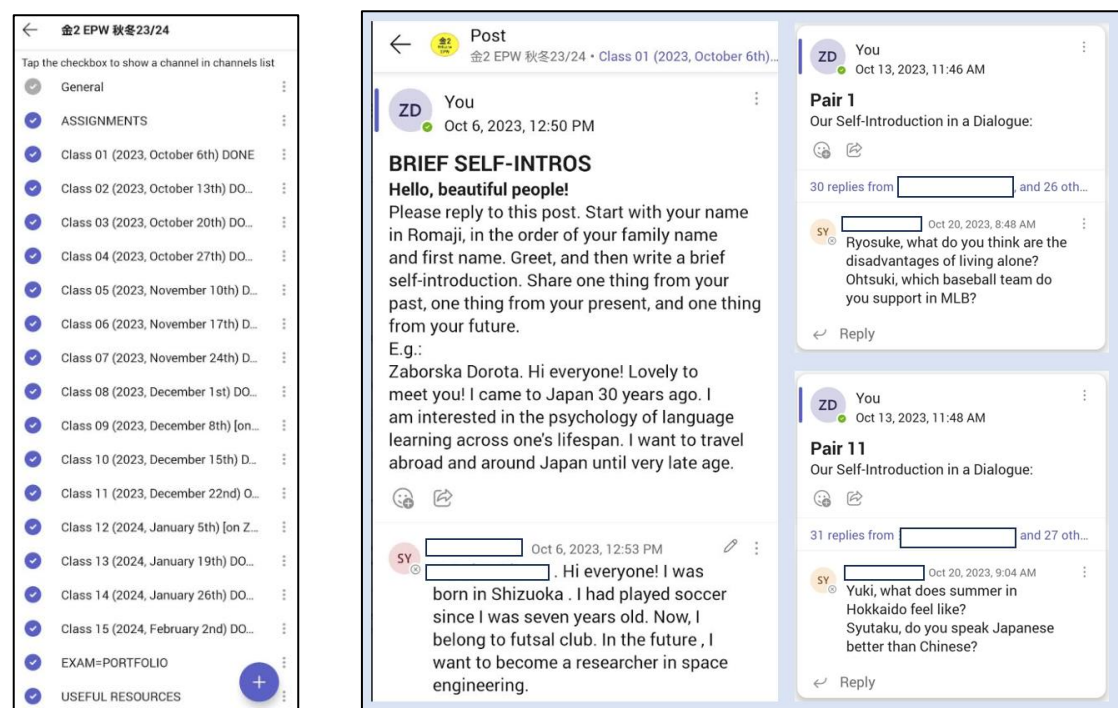 金2 EPW 秋冬23/24
Tap the checkbox to show a channel in channels list
General
ASSIGNMENTS
Class 01 (2023, October 6th) DONE
Class 02 (2023, October 13th) DO...
Class 03 (2023, October 20th) DO...
Class 04 (2023, October 27th) DO...
Class 05 (2023, November 10th) D...
Class 06 (2023, November 17th) D...
Class 07 (2023, November 24th) D...
Class 08 (2023, December 1st) DO...
Class 09 (2023, December 8th) [on...
Class 10 (2023, December 15th) D...
Class 11 (2023, December 22nd) O...
Class 12 (2024, January 5th) [on Z...
Class 13 (2024, January 19th) DO...
Class 14 (2024, January 26th) DO...
Class 15 (2024, February 2nd) DO...
EXAM=PORTFOLIO
USEFUL RESOURCES
Post
金2 EPW 秋冬23/24 • Class 01 (2023, October 6th)...
ZD
You
Oct 6, 2023, 12:50 PM
BRIEF SELF-INTROS
Hello, beautiful people!
Please reply to this post. Start with your name
in Romaji, in the order of your family name
and first name. Greet, and then write a brief
self-introduction. Share one thing from your
past, one thing from your present, and one thing
from your future.
E.g.:
Zaborska Dorota. Hi everyone! Lovely to
meet you! I came to Japan 30 years ago. I
am interested in the psychology of language
learning across one's lifespan. I want to travel
abroad and around Japan until very late age.
SY
Oct 6, 2023, 12:53 PM
. Hi everyone! I was
born in Shizuoka . I had played soccer
since I was seven years old. Now, I
belong to futsal club. In the future , I
want to become a researcher in space
engineering.
ZD
You
Oct 13, 2023, 11:46 AM
Pair 1
Our Self-Introduction in a Dialogue:
30 replies from , and 26 oth...
SY
Oct 20, 2023, 8:48 AM
Ryosuke, what do you think are the
disadvantages of living alone?
Ohtsuki, which baseball team do
you support in MLB?
Reply
ZD
You
Oct 13, 2023, 11:48 AM
Pair 11
Our Self-Introduction in a Dialogue:
31 replies from and 27 oth...
SY
Oct 20, 2023, 9:04 AM
Yuki, what does summer in
Hokkaido feel like?
Syutaku, do you speak Japanese
better than Chinese?
Reply